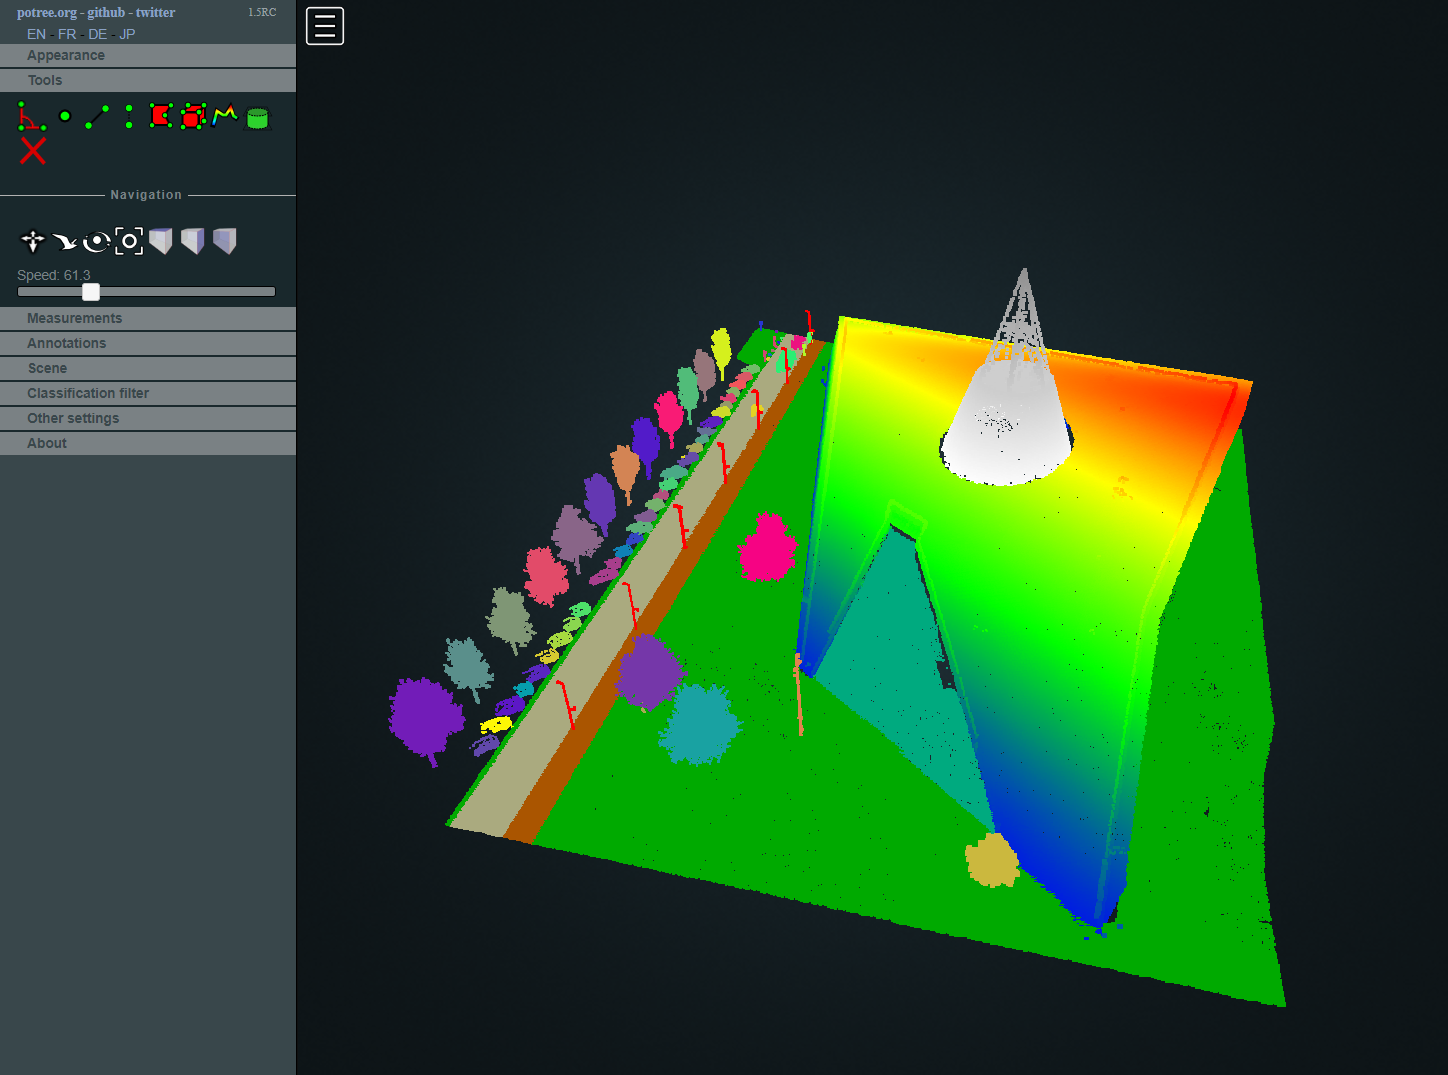 potree.org - github - twitter 1.5RC
EN - FR - DE - JP
Appearance
Tools
Navigation
Speed: 61.3
Measurements
Annotations
Scene
Classification filter
Other settings
About